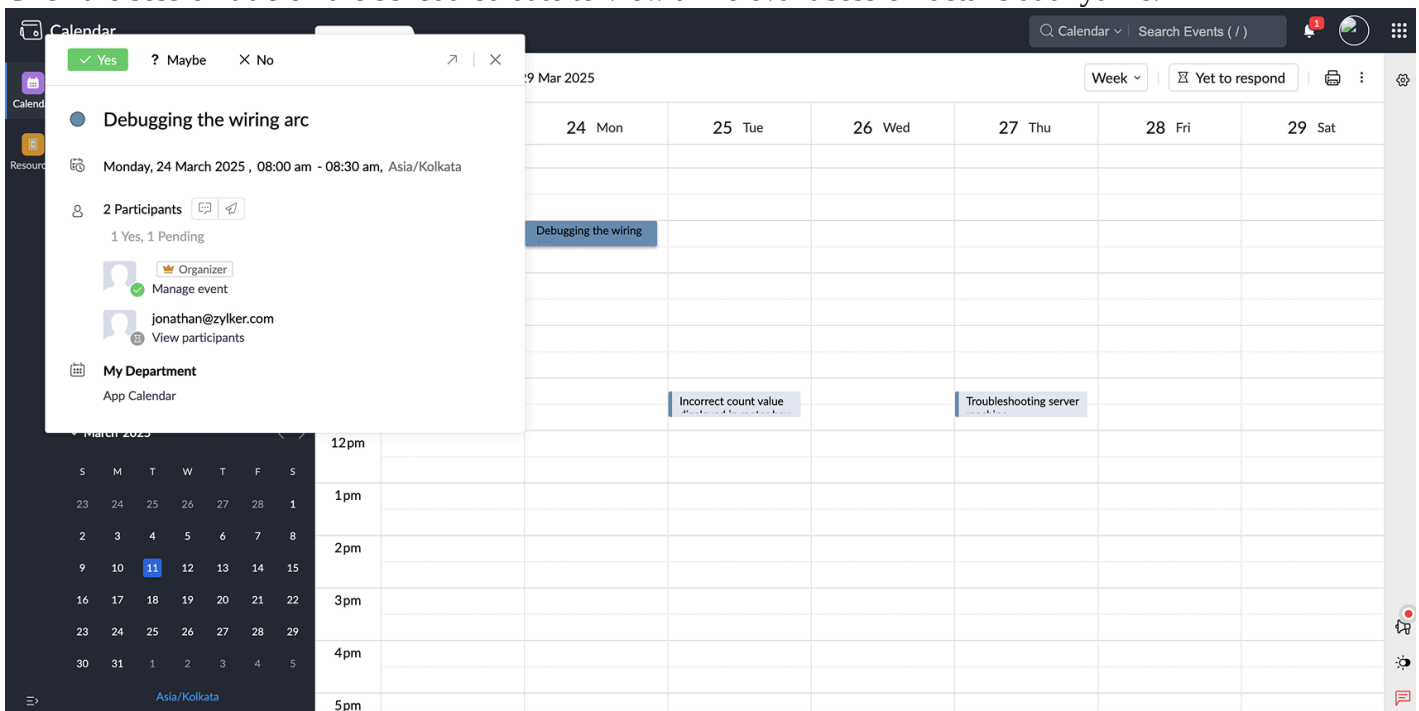 Calendar
Calendar Search Events ( / ) 1
Yes ? Maybe No
29 Mar 2025 Week Yet to respond
Calend
Debugging the wiring arc
24 Mon 25 Tue 26 Wed 27 Thu 28 Fri 29 Sat
Resourc
Monday, 24 March 2025 , 08:00 am - 08:30 am, Asia/Kolkata
2 Participants
1 Yes, 1 Pending
Debugging the wiring
Organizer
Manage event
jonathan@zylker.com
View participants
My Department
App Calendar
Incorrect count value
Troubleshooting server
March 2025
12pm
S M T W T F S
23 24 25 26 27 28 1
1pm
2 3 4 5 6 7 8
2pm
9 10 11 12 13 14 15
16 17 18 19 20 21 22
3pm
23 24 25 26 27 28 29
4pm
30 31 1 2 3 4 5
Asia/Kolkata
5pm